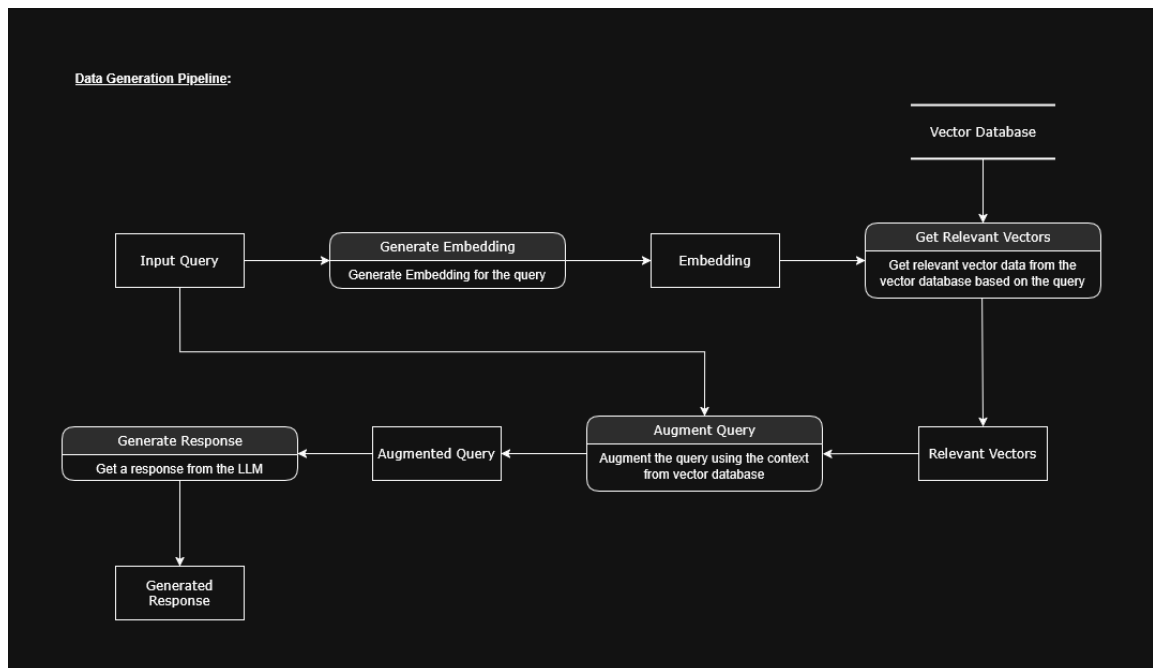 Data Generation Pipeline:
Vector Database
Input Query
Generate Embedding
Generate Embedding for the query
Embedding
Get Relevant Vectors
Get relevant vector data from the
vector database based on the query
Generate Response
Get a response from the LLM
Augmented Query
Augment Query
Augment the query using the context
from vector database
Relevant Vectors
Generated
Response